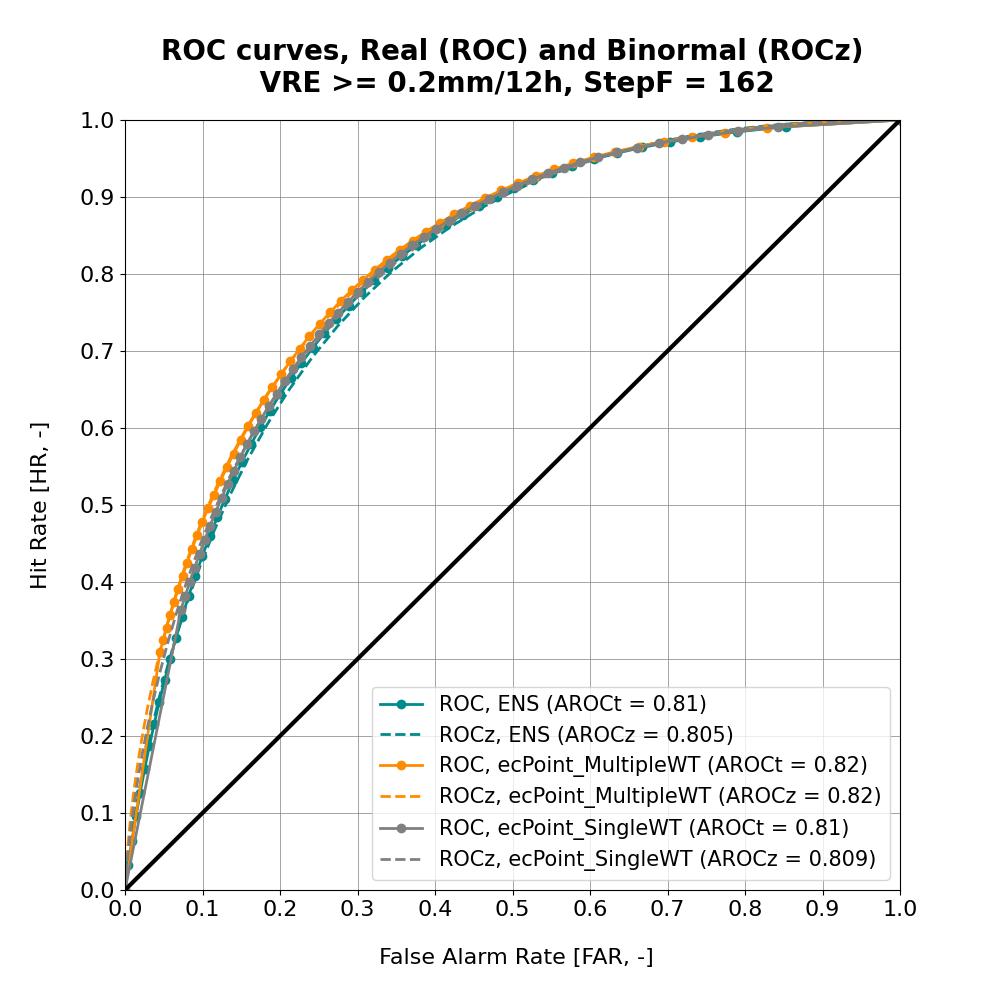 ROC curves, Real (ROC) and Binormal (ROCz)
VRE >= 0.2mm/12h, StepF = 162
1.0
0.9
0.8
0.7
0.6
0.5
0.4
0.3
0.2
0.1
0.0
Hit Rate [HR, -]
ROC, ENS (AROCt = 0.81)
ROCz, ENS (AROCz = 0.805)
ROC, ecPoint_MultipleWT (AROCt = 0.82)
ROCz, ecPoint_MultipleWT (AROCz = 0.82)
ROC, ecPoint_SingleWT (AROCt = 0.81)
ROCz, ecPoint_SingleWT (AROCz = 0.809)
0.0 0.1 0.2 0.3 0.4 0.5 0.6 0.7 0.8 0.9 1.0
False Alarm Rate [FAR, -]